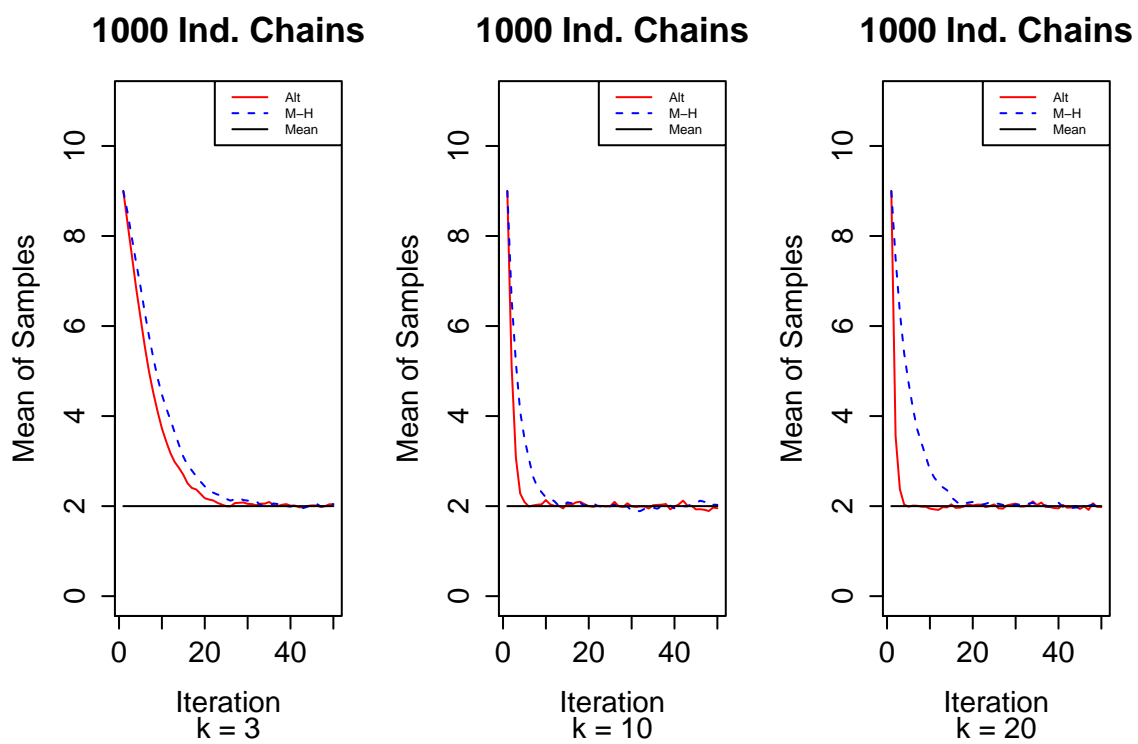 1000 Ind. Chains
Alt
M−H
Mean
10
8
6
4
2
0
Mean of Samples
0 20 40
Iteration
k = 3
1000 Ind. Chains
Alt
M−H
Mean
10
8
6
4
2
0
Mean of Samples
0 20 40
Iteration
k = 10
1000 Ind. Chains
Alt
M−H
Mean
10
8
6
4
2
0
Mean of Samples
0 20 40
Iteration
k = 20